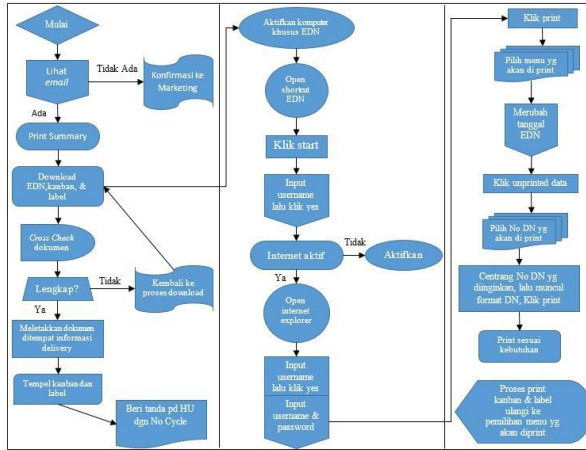 Mulai
Lihat
email
Tidak Ada
Konfirmasi ke
Marketing
Ada
Print Summary
Download
EDN,kanban, &
label
Cross Check
dokumen
Lengkap?
Tidak
Kembali ke
proses download
Ya
Meletakkan dokumen
ditempat informasi
delivery
Tempel kanban dan
label
Beri tanda pd HU
dgn No Cycle
Aktifkan komputer
khusus EDN
Open
shortcut
EDN
Klik start
Input
username
lalu klik yes
Internet aktif
Tidak
Aktifkan
Ya
Open
internet
explorer
Input
username
lalu klik yes
Input
username &
password
Klik print
Pilih menu yg
akan di print
Merubah
tanggal
EDN
Klik unprinted data
Pilih No DN yg
akan di print
Centrang No DN yg
diinginkan, lalu muncul
format DN, Klik print
Print sesuai
kebutuhan
Proses print
kanban & label
ulangi ke
pemilihan menu yg
akan diprint